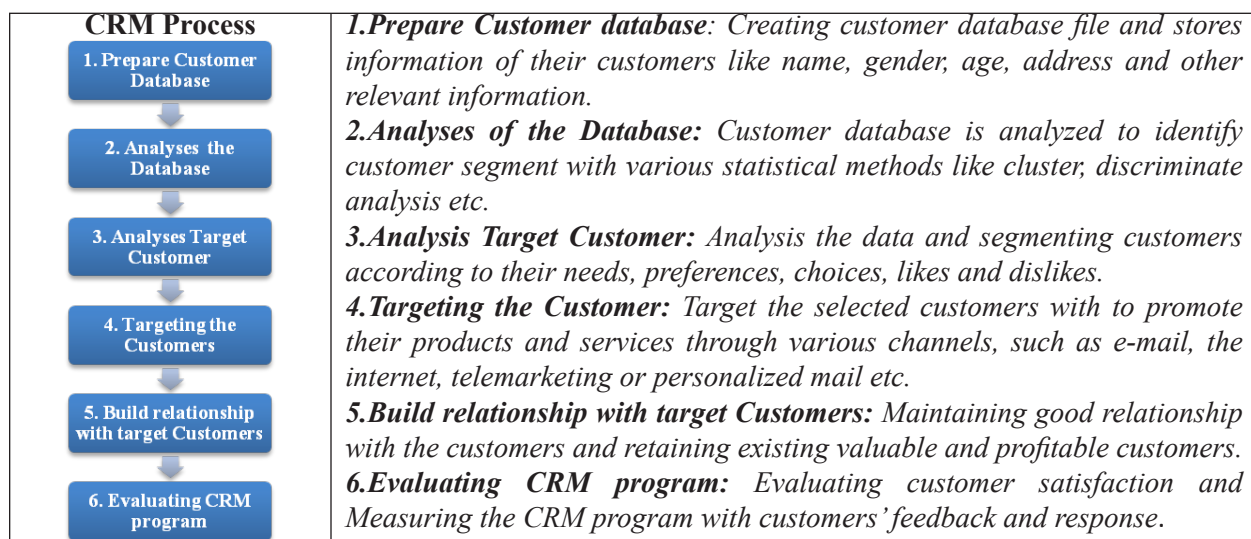 CRM Process
1. Prepare Customer
Database
2. Analyses the
Database
3. Analyses Target
Customer
4. Targeting the
Customers
5. Build relationship
with target Customers
6. Evaluating CRM
program
1.Prepare Customer database: Creating customer database file and stores
information of their customers like name, gender, age, address and other
relevant information.
2.Analyses of the Database: Customer database is analyzed to identify
customer segment with various statistical methods like cluster, discriminate
analysis etc.
3.Analysis Target Customer: Analysis the data and segmenting customers
according to their needs, preferences, choices, likes and dislikes.
4.Targeting the Customer: Target the selected customers with to promote
their products and services through various channels, such as e-mail, the
internet, telemarketing or personalized mail etc.
5.Build relationship with target Customers: Maintaining good relationship
with the customers and retaining existing valuable and profitable customers.
6.Evaluating CRM program: Evaluating customer satisfaction and
Measuring the CRM program with customers’ feedback and response.